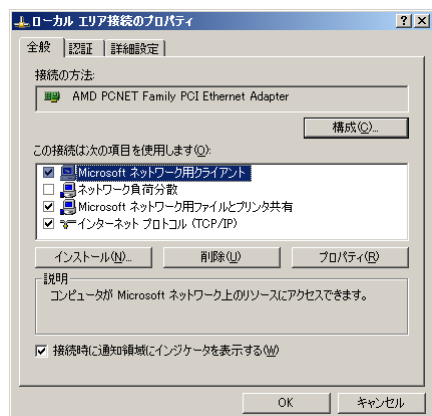 ローカル エリア接続のプロパティ
全般 認証 詳細設定
接続の方法:
AMD PCNET Family PCI Ethernet Adapter
構成(C)...
この接続は次の項目を使用します(O):
Microsoft ネットワーク用クライアント
ネットワーク負荷分散
Microsoft ネットワーク用ファイルとプリンタ共有
インターネット プロトコル (TCP/IP)
インストール(N)... 削除(U) プロパティ(R)
説明
コンピュータが Microsoft ネットワーク上のリソースにアクセスできます。
接続時に通知領域にインジケータを表示する(W)
OK キャンセル